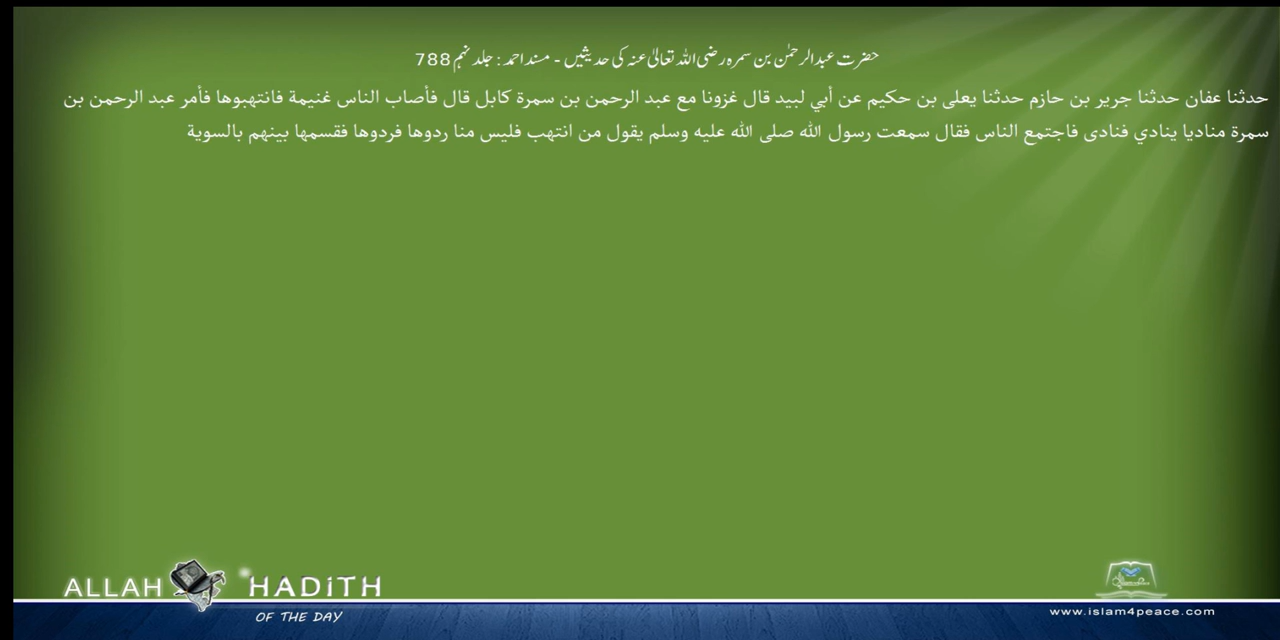 حضرت عبدالرحمٰن بن سمرہ رضی اللہ تعالیٰ عنہ کی حدیثیں - مسند احمد : جلد نہم 788
حدثنا عفان حدثنا جرير بن حازم حدثنا يعلى بن حكيم عن أبي لبيد قال غزونا مع عبد الرحمن بن سمرة كابل قال فأصاب الناس غنيمة فانتهبوها فأمر عبد الرحمن بن
سمرة مناديا ينادي فنادى فاجتمع الناس فقال سمعت رسول الله صلى الله عليه وسلم يقول من انتهب فليس منا ردوها فردوها فقسمها بينهم بالسوية
ALLAH HADITH
OF THE DAY
www.islam4peace.com